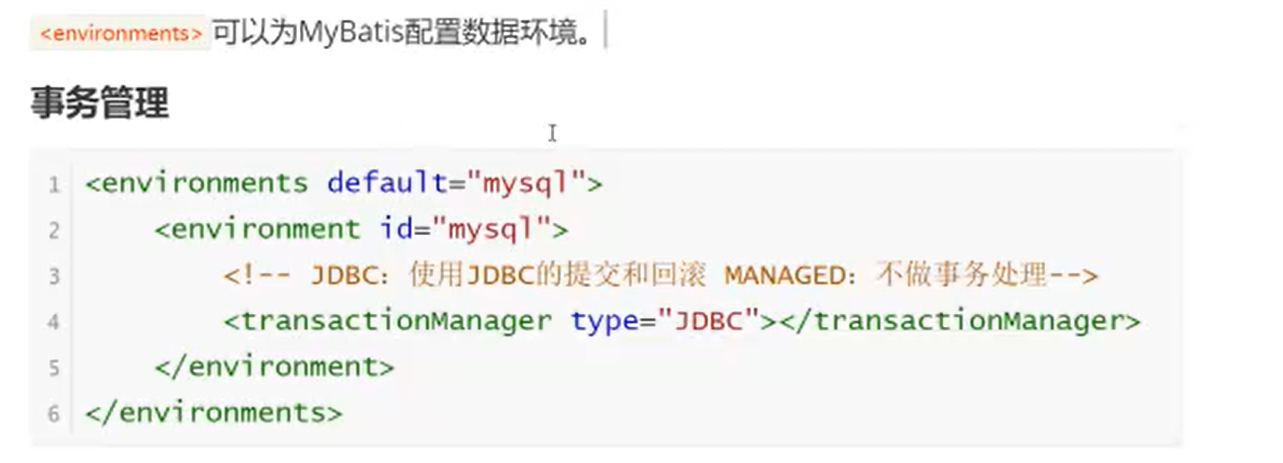 <environments>可以为MyBatis配置数据环境。
事务管理
1 <environments default="mysql">
2 <environment id="mysql">
3 <!-- JDBC：使用JDBC的提交和回滚 MANAGED：不做事务处理-->
4 <transactionManager type="JDBC"></transactionManager>
5 </environment>
6 </environments>